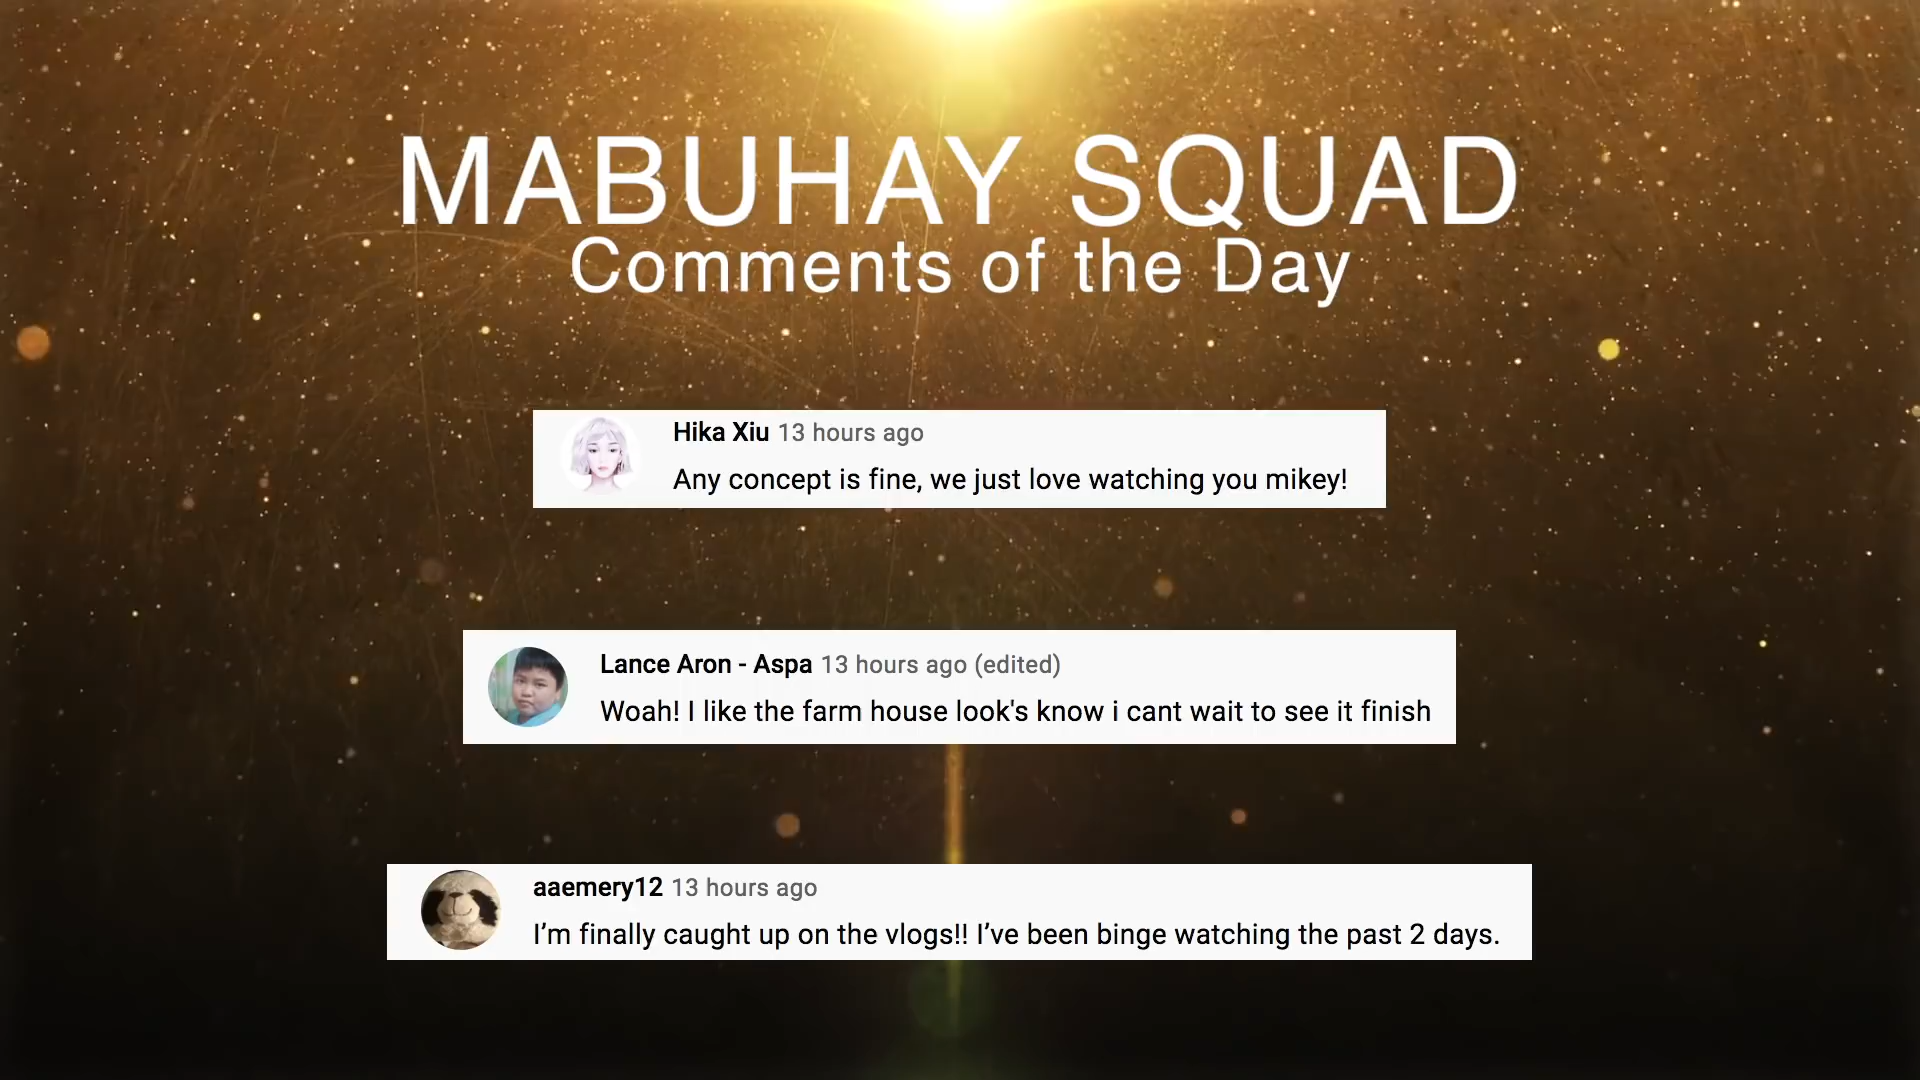 MABUHAY SQUAD
Comments of the Day
Hika Xiu 13 hours ago
Any concept is fine, we just love watching you mikey!
Lance Aron - Aspa 13 hours ago (edited)
Woah! I like the farm house look's know i cant wait to see it finish
aaemery12 13 hours ago
I’m finally caught up on the vlogs!! I’ve been binge watching the past 2 days.